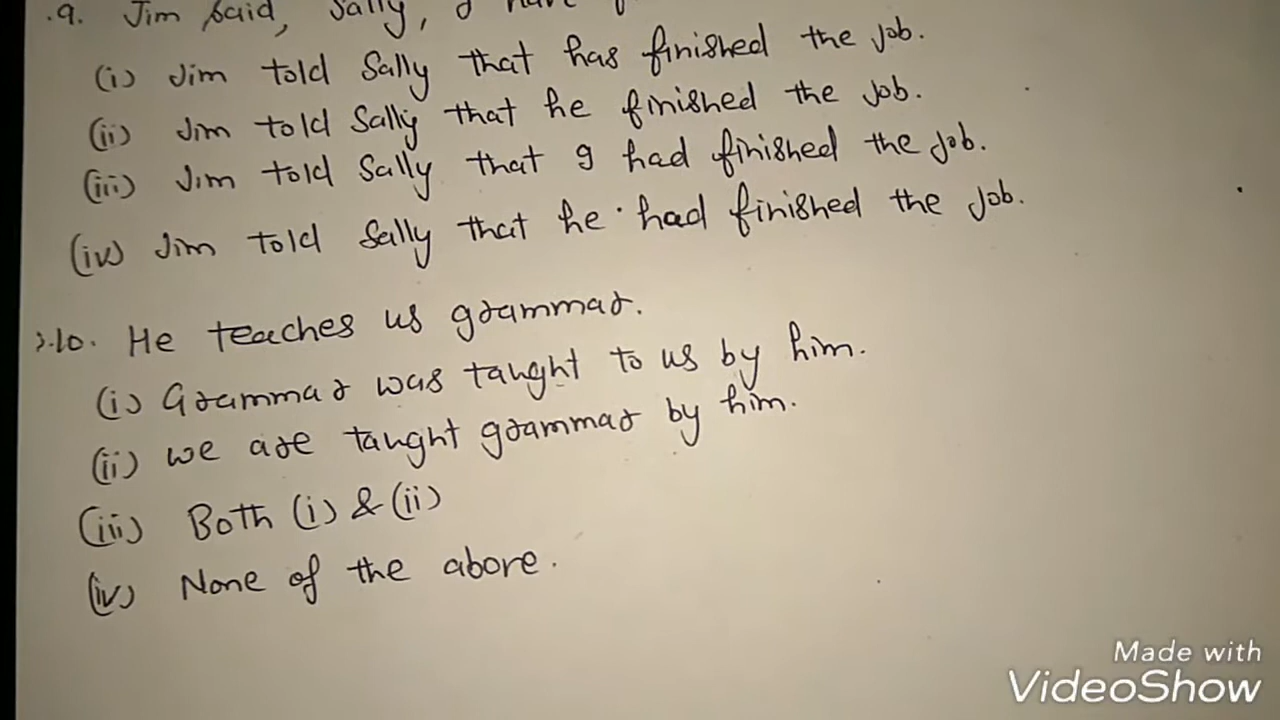 .9. Jim said, Sally, I have
(i) Jim told Sally that has finished the job.
(ii) Jim told Sally that he finished the job.
(iii) Jim told Sally that I had finished the job.
(iv) Jim told Sally that he had finished the job.
10. He teaches us grammar.
(i) Grammar was taught to us by him.
(ii) we are taught grammar by him.
(iii) Both (i) & (ii)
(iv) None of the above.
Made with
VideoShow